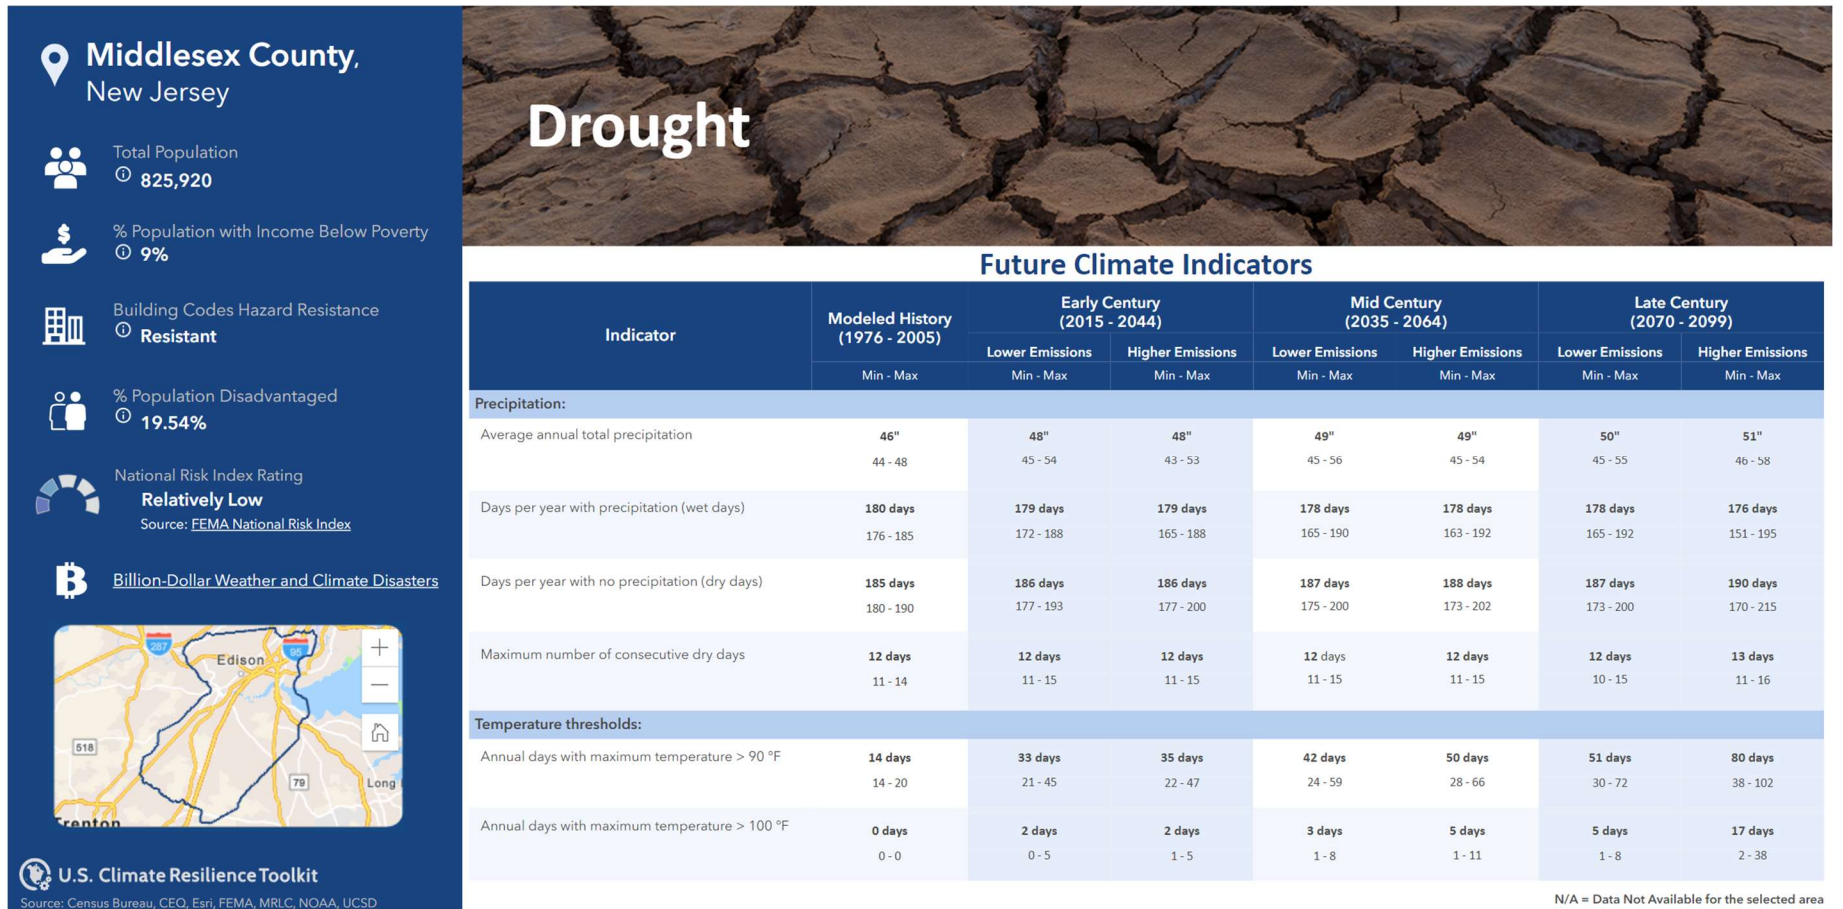 Middlesex County,
New Jersey
Total Population
825,920
% Population with Income Below Poverty
9%
Building Codes Hazard Resistance
Resistant
% Population Disadvantaged
19.54%
National Risk Index Rating
Relatively Low
Source: FEMA National Risk Index
Billion-Dollar Weather and Climate Disasters
287
95
Edison
518
79
Long
Trenton
U.S. Climate Resilience Toolkit
Source: Census Bureau, CEQ, Esri, FEMA, MRLC, NOAA, UCSD
Drought
Future Climate Indicators
Indicator
Modeled History
(1976 - 2005)
Early Century
(2015 - 2044)
Mid Century
(2035 - 2064)
Late Century
(2070 - 2099)
Lower Emissions Higher Emissions Lower Emissions Higher Emissions Lower Emissions Higher Emissions
Min - Max Min - Max Min - Max Min - Max Min - Max Min - Max Min - Max
Precipitation:
Average annual total precipitation 46" 48" 48" 49" 49" 50" 51"
44 - 48 45 - 54 43 - 53 45 - 56 45 - 54 45 - 55 46 - 58
Days per year with precipitation (wet days) 180 days 179 days 179 days 178 days 178 days 178 days 176 days
176 - 185 172 - 188 165 - 188 165 - 190 163 - 192 165 - 192 151 - 195
Days per year with no precipitation (dry days) 185 days 186 days 186 days 187 days 188 days 187 days 190 days
180 - 190 177 - 193 177 - 200 175 - 200 173 - 202 173 - 200 170 - 215
Maximum number of consecutive dry days 12 days 12 days 12 days 12 days 12 days 12 days 13 days
11 - 14 11 - 15 11 - 15 11 - 15 11 - 15 10 - 15 11 - 16
Temperature thresholds:
Annual days with maximum temperature > 90 °F 14 days 33 days 35 days 42 days 50 days 51 days 80 days
14 - 20 21 - 45 22 - 47 24 - 59 28 - 66 30 - 72 38 - 102
Annual days with maximum temperature > 100 °F 0 days 2 days 2 days 3 days 5 days 5 days 17 days
0 - 0 0 - 5 1 - 5 1 - 8 1 - 11 1 - 8 2 - 38
N/A = Data Not Available for the selected area